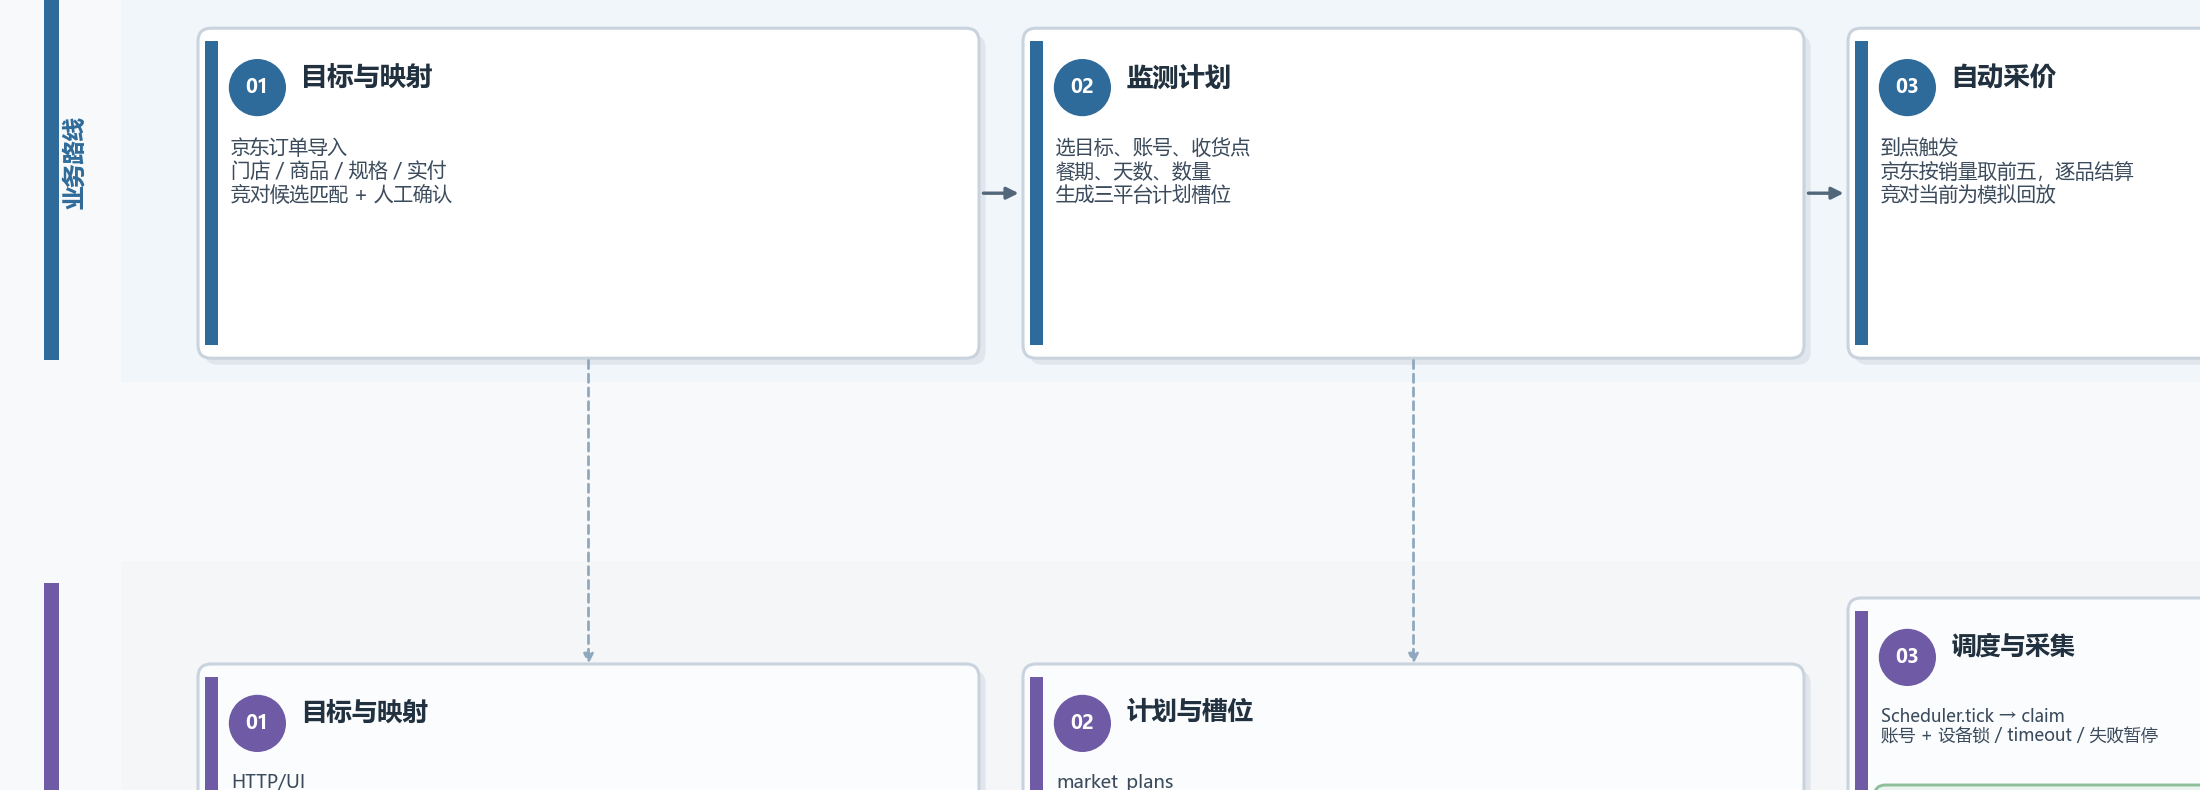 业务路线
01 目标与映射
京东订单导入
门店 / 商品 / 规格 / 实付
竞对候选匹配 + 人工确认
02 监测计划
选目标、账号、收货点
餐期、天数、数量
生成三平台计划槽位
03 自动采价
到点触发
京东按销量取前五，逐品结算
竞对当前为模拟回放
01 目标与映射
HTTP/UI
02 计划与槽位
market_plans
03 调度与采集
Scheduler.tick → claim
账号 + 设备锁 / timeout / 失败暂停